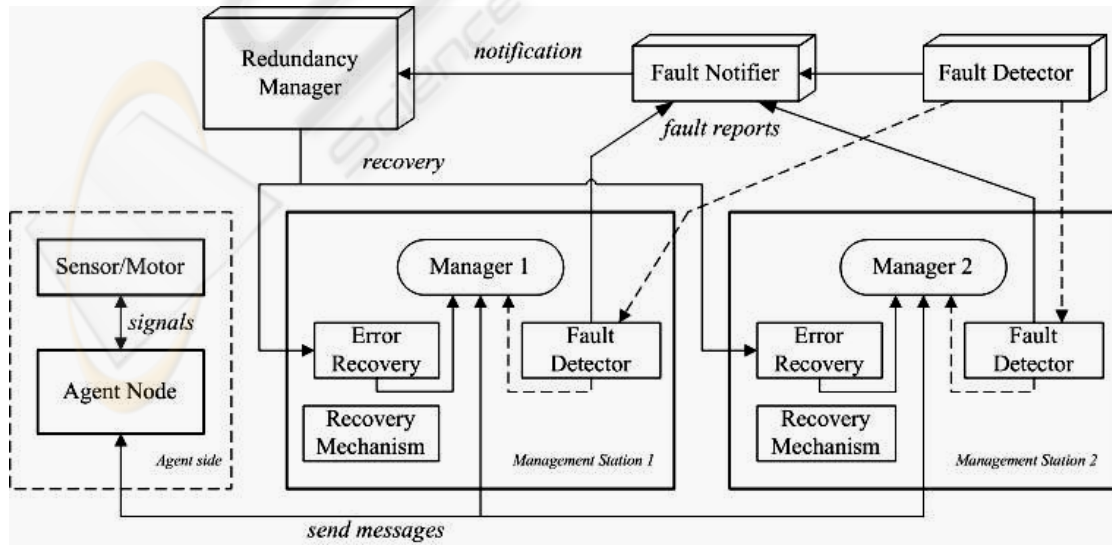 Redundancy
Manager
notification
Fault Notifier
Fault Detector
fault reports
recovery
Sensor/Motor
signals
Agent Node
Agent side
Manager 1
Error
Recovery
Fault
Detector
Recovery
Mechanism
Management Station 1
Manager 2
Error
Recovery
Fault
Detector
Recovery
Mechanism
Management Station 2
send messages